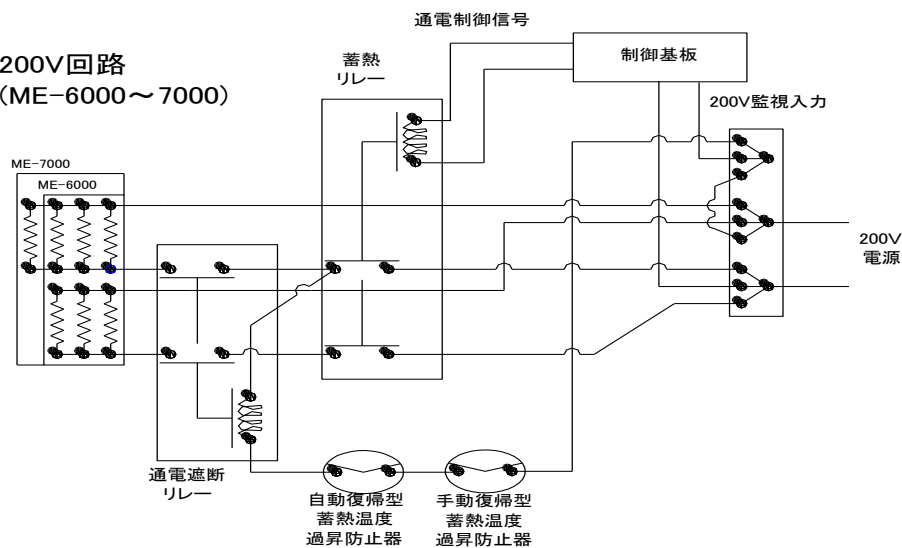 通電制御信号
200V回路
(ME-6000～7000)
蓄熱
リレー
制御基板
200V監視入力
ME-7000
ME-6000
200V
電源
通電遮断
リレー
自動復帰型
蓄熱温度
過昇防止器
手動復帰型
蓄熱温度
過昇防止器